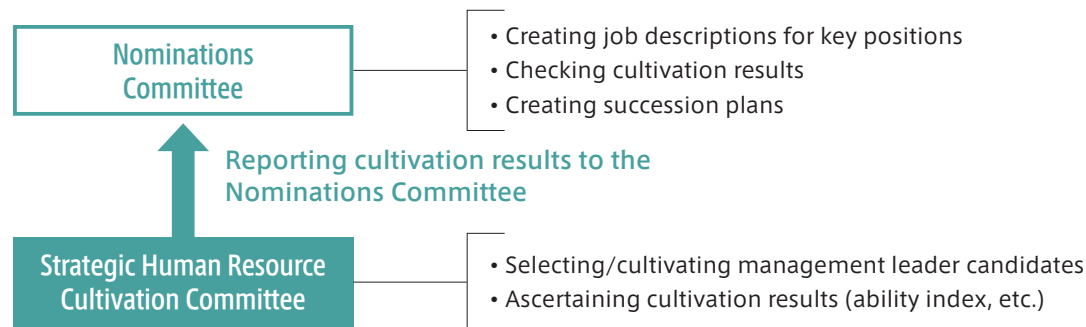 Nominations
Committee
• Creating job descriptions for key positions
• Checking cultivation results
• Creating succession plans
Reporting cultivation results to the
Nominations Committee
Strategic Human Resource
Cultivation Committee
• Selecting/cultivating management leader candidates
• Ascertaining cultivation results (ability index, etc.)